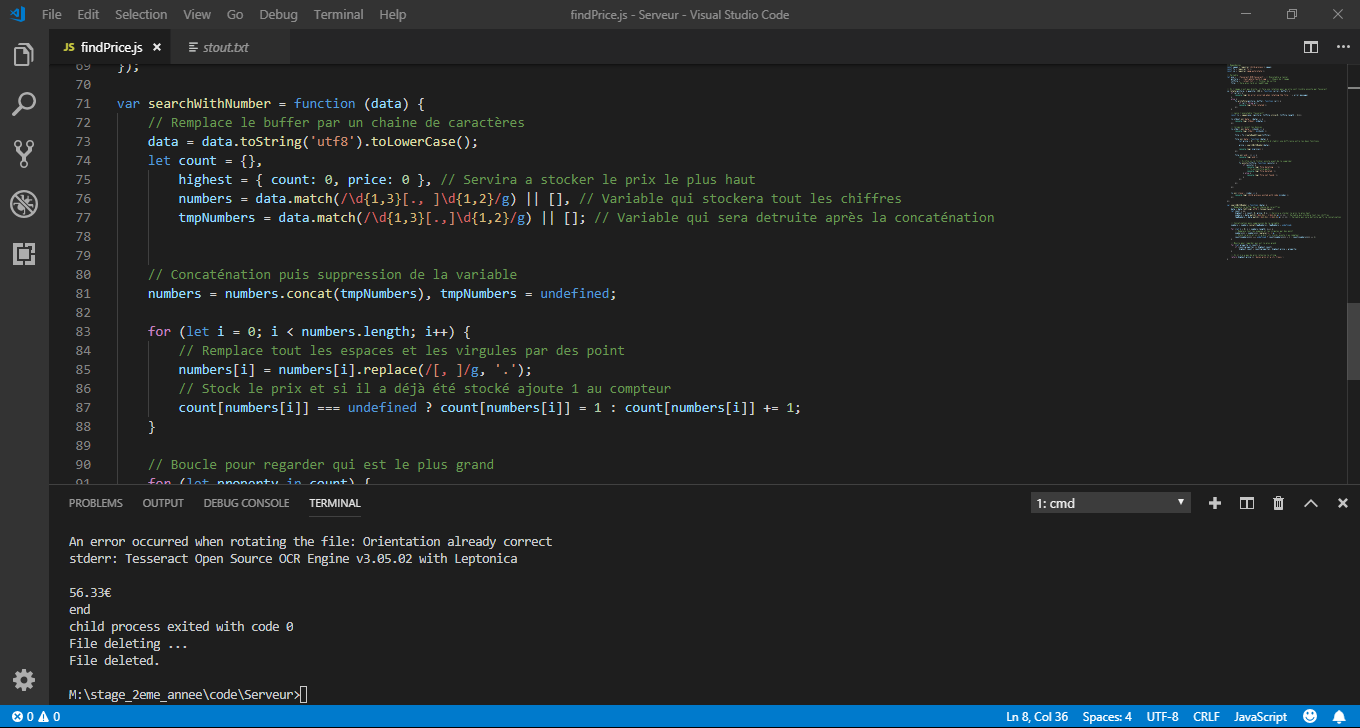 File Edit Selection View Go Debug Terminal Help findPrice.js - Serveur - Visual Studio Code
JS findPrice.js × stout.txt
69 });
70
71 var searchWithNumber = function (data) {
72 // Remplace le buffer par un chaine de caractères
73 data = data.toString('utf8').toLowerCase();
74 let count = {},
75 highest = { count: 0, price: 0 }, // Servira a stocker le prix le plus haut
76 numbers = data.match(/\d{1,3}[., ]\d{1,2}/g) || [], // Variable qui stockera tout les chiffres
77 tmpNumbers = data.match(/\d{1,3}[.,]\d{1,2}/g) || []; // Variable qui sera detruite après la concaténation
78
79
80 // Concaténation puis suppression de la variable
81 numbers = numbers.concat(tmpNumbers), tmpNumbers = undefined;
82
83 for (let i = 0; i < numbers.length; i++) {
84 // Remplace tout les espaces et les virgules par des point
85 numbers[i] = numbers[i].replace(/[, ]/g, '.');
86 // Stock le prix et si il a déjà été stocké ajoute 1 au compteur
87 count[numbers[i]] === undefined ? count[numbers[i]] = 1 : count[numbers[i]] += 1;
88 }
89
90 // Boucle pour regarder qui est le plus grand
91 for (let property in count) {
PROBLEMS OUTPUT DEBUG CONSOLE TERMINAL 1: cmd
An error occurred when rotating the file: Orientation already correct
stderr: Tesseract Open Source OCR Engine v3.05.02 with Leptonica
56.33€
end
child process exited with code 0
File deleting ...
File deleted.
M:\stage_2eme_annee\code\Serveur>
0 0 Ln 8, Col 36 Spaces: 4 UTF-8 CRLF JavaScript